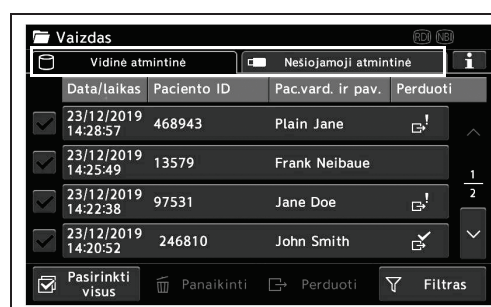 Vaizdas RDI NBI
Vidinė atmintinė Nešiojamoji atmintinė i
Data/laikas Paciento ID Pac.vard. ir pav. Perduoti
23/12/2019
14:28:57 468943 Plain Jane
23/12/2019
14:25:49 13579 Frank Neibaue
23/12/2019
14:22:38 97531 Jane Doe
23/12/2019
14:20:52 246810 John Smith
1
2
Pasirinkti
visus Panaikinti Perduoti Filtras